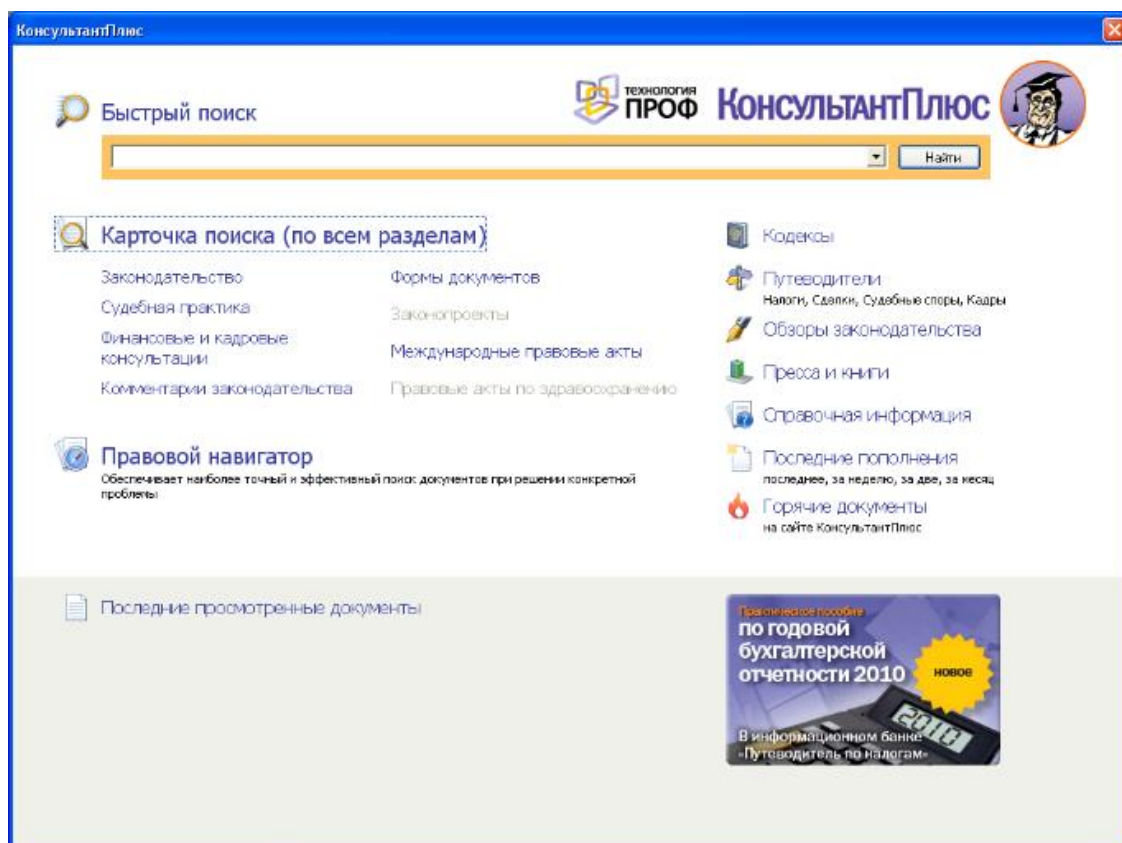 КонсультантПлюс
Быстрый поиск
технология
ПРОФ
КонсультантПлюс
Найти
Карточка поиска (по всем разделам)
Законодательство
Судебная практика
Финансовые и кадровые
консультации
Комментарии законодательства
Формы документов
Законопроекты
Международные правовые акты
Правовые акты по здравоохранению
Правовой навигатор
Обеспечивает наиболее точный и эффективный поиск документов при решении конкретной
проблемы
Кодексы
Путеводители
Налоги, Сделки, Судебные споры, Кадры
Обзоры законодательства
Пресса и книги
Справочная информация
Последние пополнения
последнее, за неделю, за две, за месяц
Горячие документы
на сайте КонсультантПлюс
Последние просмотренные документы
Практическое пособие
по годовой
бухгалтерской
отчетности 2010
новое
2010
В информационном банке
«Путеводитель по налогам»